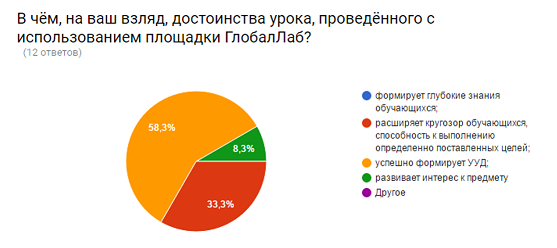 В чём, на ваш взяд, достоинства урока, проведённого с
использованием площадки ГлобалЛаб?
(12 ответов)
58,3%
8,3%
33,3%
формирует глубокие знания
обучающихся;
расширяет кругозор обучающихся,
способность к выполнению
определенно поставленных целей;
успешно формирует УУД;
развивает интерес к предмету
Другое